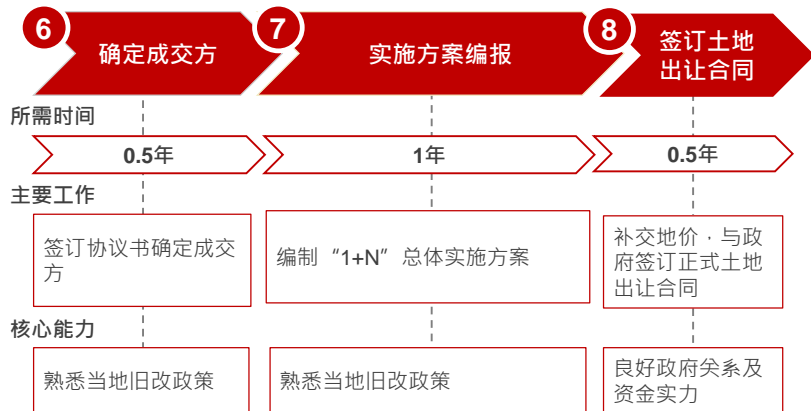 6
确定成交方
7
实施方案编报
8
签订土地
出让合同
所需时间
0.5年
1年
0.5年
主要工作
签订协议书确定成交
方
编制“1+N”总体实施方案
补交地价，与政
府签订正式土地
出让合同
核心能力
熟悉当地旧改政策
熟悉当地旧改政策
良好政府关系及
资金实力